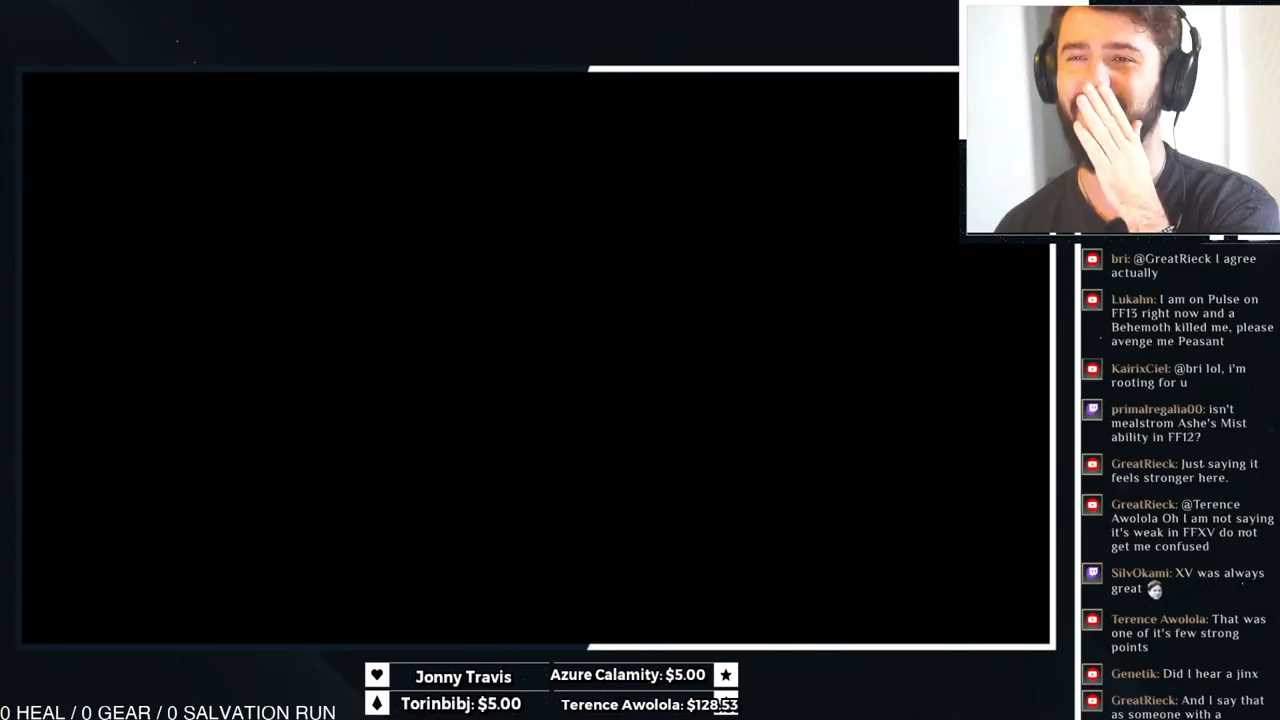 bri: @GreatRieck I agree
actually
Lukahn: I am on Pulse on
FF13 right now and a
Behemoth killed me, please
avenge me Peasant
KairixCiel: @bri lol, i'm
rooting for u
primalregalia00: isn't
mealstrom Ashe's Mist
ability in FF12?
GreatRieck: Just saying it
feels stronger here.
GreatRieck: @Terence
Awolola Oh I am not saying
it's weak in FFXV do not
get me confused
SilvOkami: XV was always
great
Terence Awolola: That was
one of it's few strong
points
Genetik: Did I hear a jinx
GreatRieck: And I say that
as someone with a
Jonny Travis
Azure Calamity: $5.00
Torinbhj: $5.00
Terence Awolola: $128.53
0 HEAL / 0 GEAR / 0 SALVATION RUN